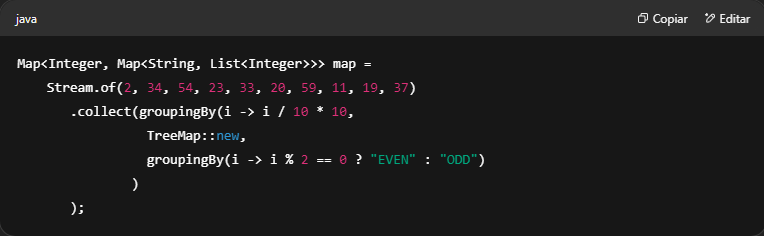 java Copiar Editar
Map<Integer, Map<String, List<Integer>>> map =
    Stream.of(2, 34, 54, 23, 33, 20, 59, 11, 19, 37)
       .collect(groupingBy(i -> i / 10 * 10,
                 TreeMap::new,
                 groupingBy(i -> i % 2 == 0 ? "EVEN" : "ODD")
               )
       );